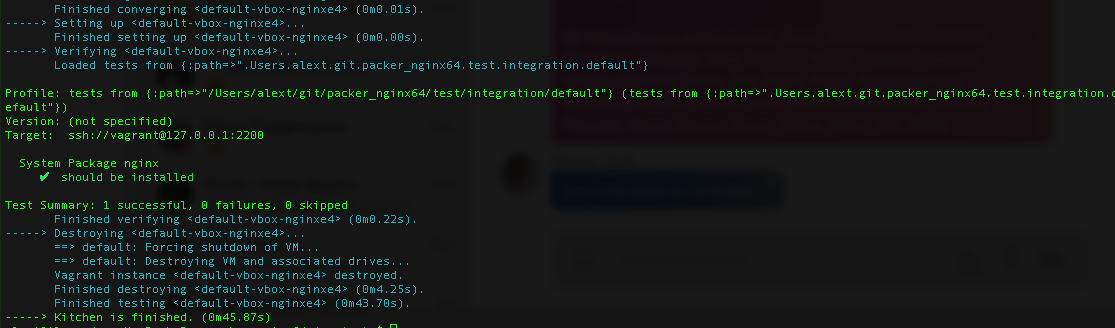 Finished converging <default-vbox-nginxe4> (0m0.01s).
-----> Setting up <default-vbox-nginxe4>...
Finished setting up <default-vbox-nginxe4> (0m0.00s).
-----> Verifying <default-vbox-nginxe4>...
Loaded tests from {:path=>".Users.alext.git.packer_nginx64.test.integration.default"}
Profile: tests from {:path=>"/Users/alext/git/packer_nginx64/test/integration/default"} (tests from {:path=>".Users.alext.git.packer_nginx64.test.integration.d
efault"})
Version: (not specified)
Target:  ssh://vagrant@127.0.0.1:2200
System Package nginx
✔ should be installed
Test Summary: 1 successful, 0 failures, 0 skipped
Finished verifying <default-vbox-nginxe4> (0m0.22s).
-----> Destroying <default-vbox-nginxe4>...
==> default: Forcing shutdown of VM...
==> default: Destroying VM and associated drives...
Vagrant instance <default-vbox-nginxe4> destroyed.
Finished destroying <default-vbox-nginxe4> (0m4.25s).
Finished testing <default-vbox-nginxe4> (0m43.70s).
-----> Kitchen is finished. (0m45.87s)